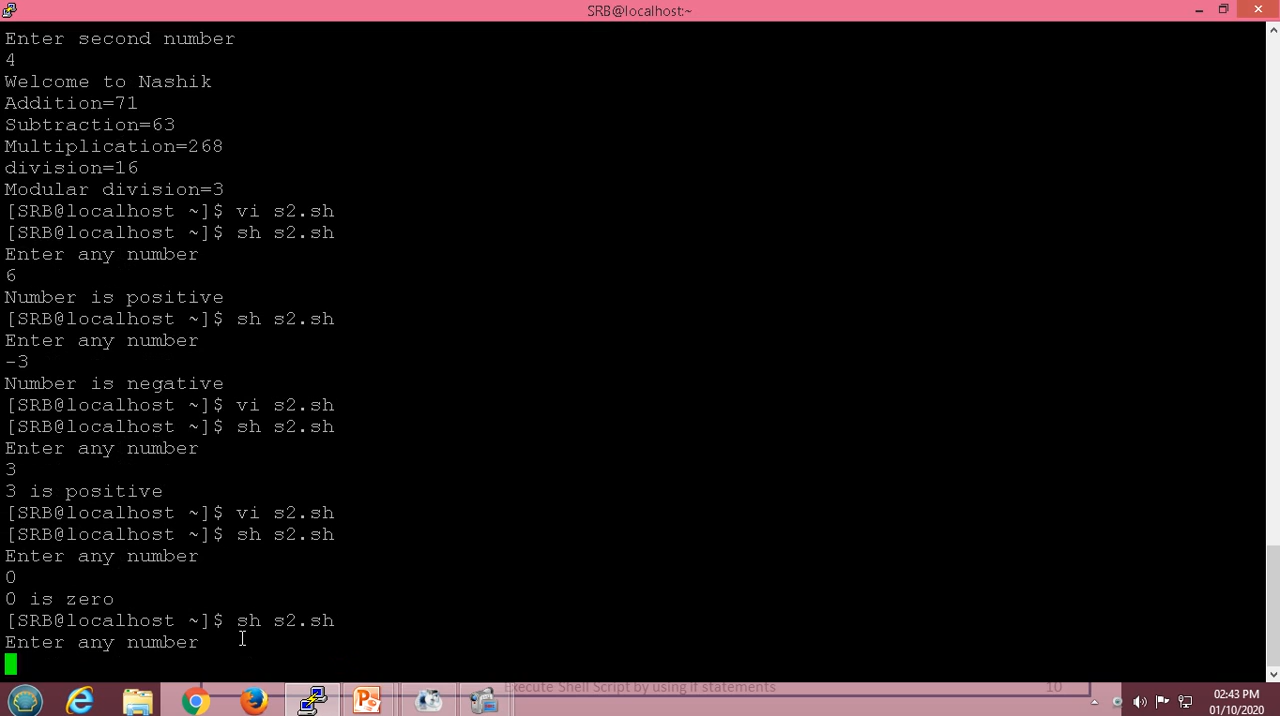 SRB@localhost:~
Enter second number
4
Welcome to Nashik
Addition=71
Subtraction=63
Multiplication=268
division=16
Modular division=3
[SRB@localhost ~]$ vi s2.sh
[SRB@localhost ~]$ sh s2.sh
Enter any number
6
Number is positive
[SRB@localhost ~]$ sh s2.sh
Enter any number
-3
Number is negative
[SRB@localhost ~]$ vi s2.sh
[SRB@localhost ~]$ sh s2.sh
Enter any number
3
3 is positive
[SRB@localhost ~]$ vi s2.sh
[SRB@localhost ~]$ sh s2.sh
Enter any number
0
0 is zero
[SRB@localhost ~]$ sh s2.sh
Enter any number
Execute Shell Script by using if statements 10
02:43 PM
01/10/2020